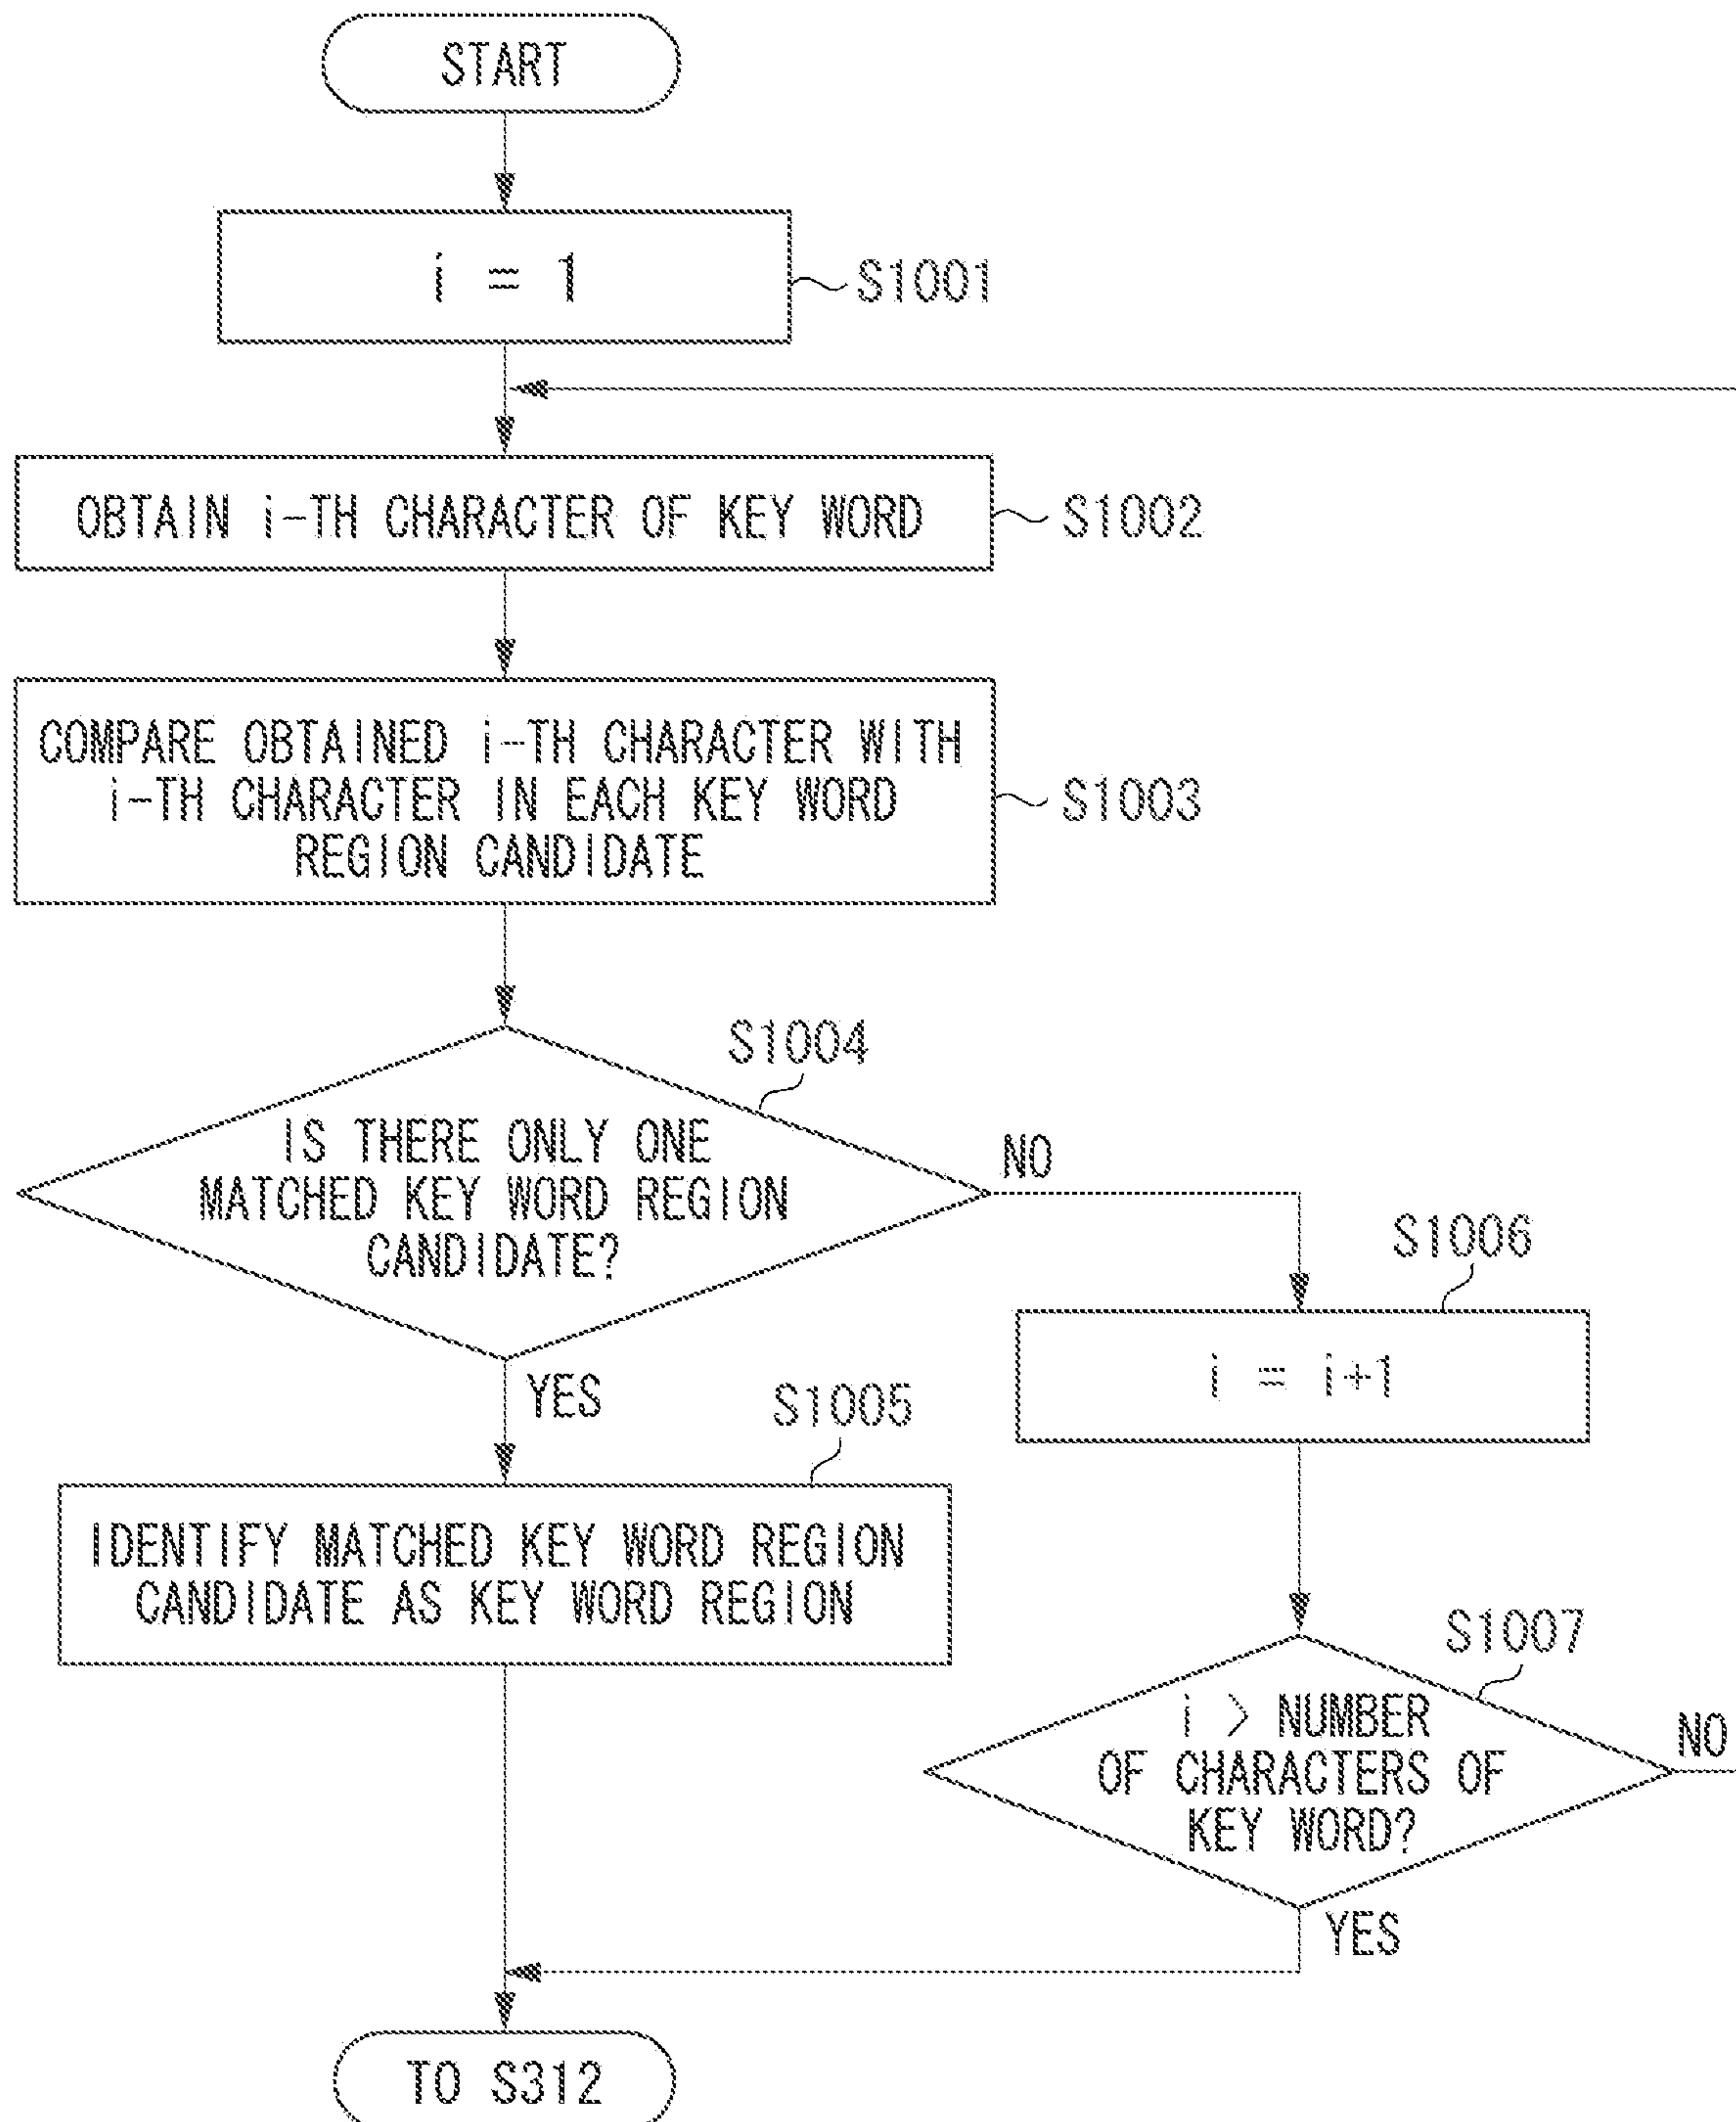 START
i = 1
S1001
OBTAIN i-TH CHARACTER OF KEY WORD
S1002
COMPARE OBTAINED i-TH CHARACTER WITH
i-TH CHARACTER IN EACH KEY WORD
REGION CANDIDATE
S1003
S1004
IS THERE ONLY ONE
MATCHED KEY WORD REGION
CANDIDATE?
NO
YES
S1006
i = i+1
S1005
IDENTIFY MATCHED KEY WORD REGION
CANDIDATE AS KEY WORD REGION
S1007
i > NUMBER
OF CHARACTERS OF
KEY WORD?
NO
YES
TO S312